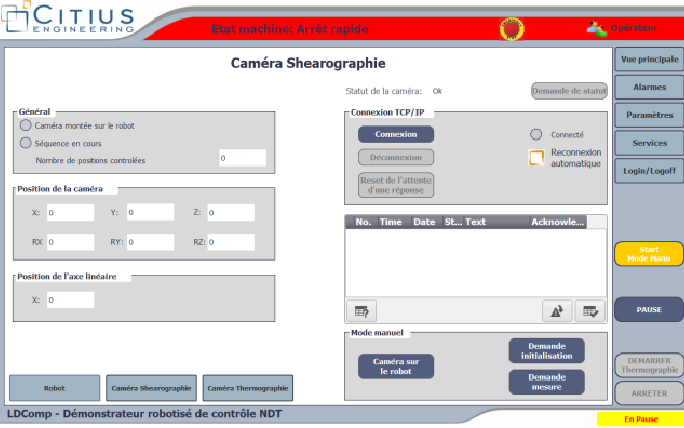 CITIUS
ENGINEERING
Etat machine: Arrêt rapide
Opérateur
Caméra Shearographie
Vue principale
Alarmes
Paramètres
Services
Login/Logoff
Start
Mode Manu
PAUSE
DEMARRER
Thermographie
ARRETER
En Pause
Statut de la caméra: Ok
Demande de statut
Général
Caméra montée sur le robot
Séquence en cours
Nombre de positions controlées 0
Connexion TCP/IP
Connexion
Connecté
Déconnexion
Reconnexion
automatique
Reset de l'attente
d'une réponse
Position de la caméra
X: 0 Y: 0 Z: 0
RX 0 RY: 0 RZ: 0
No. Time Date St... Text Acknowle...
Position de l'axe linéaire
X: 0
Mode manuel
Caméra sur
le robot
Demande
initialisation
Demande
mesure
Robot
Caméra Shearographie
Caméra Thermographie
LDComp - Démonstrateur robotisé de contrôle NDT